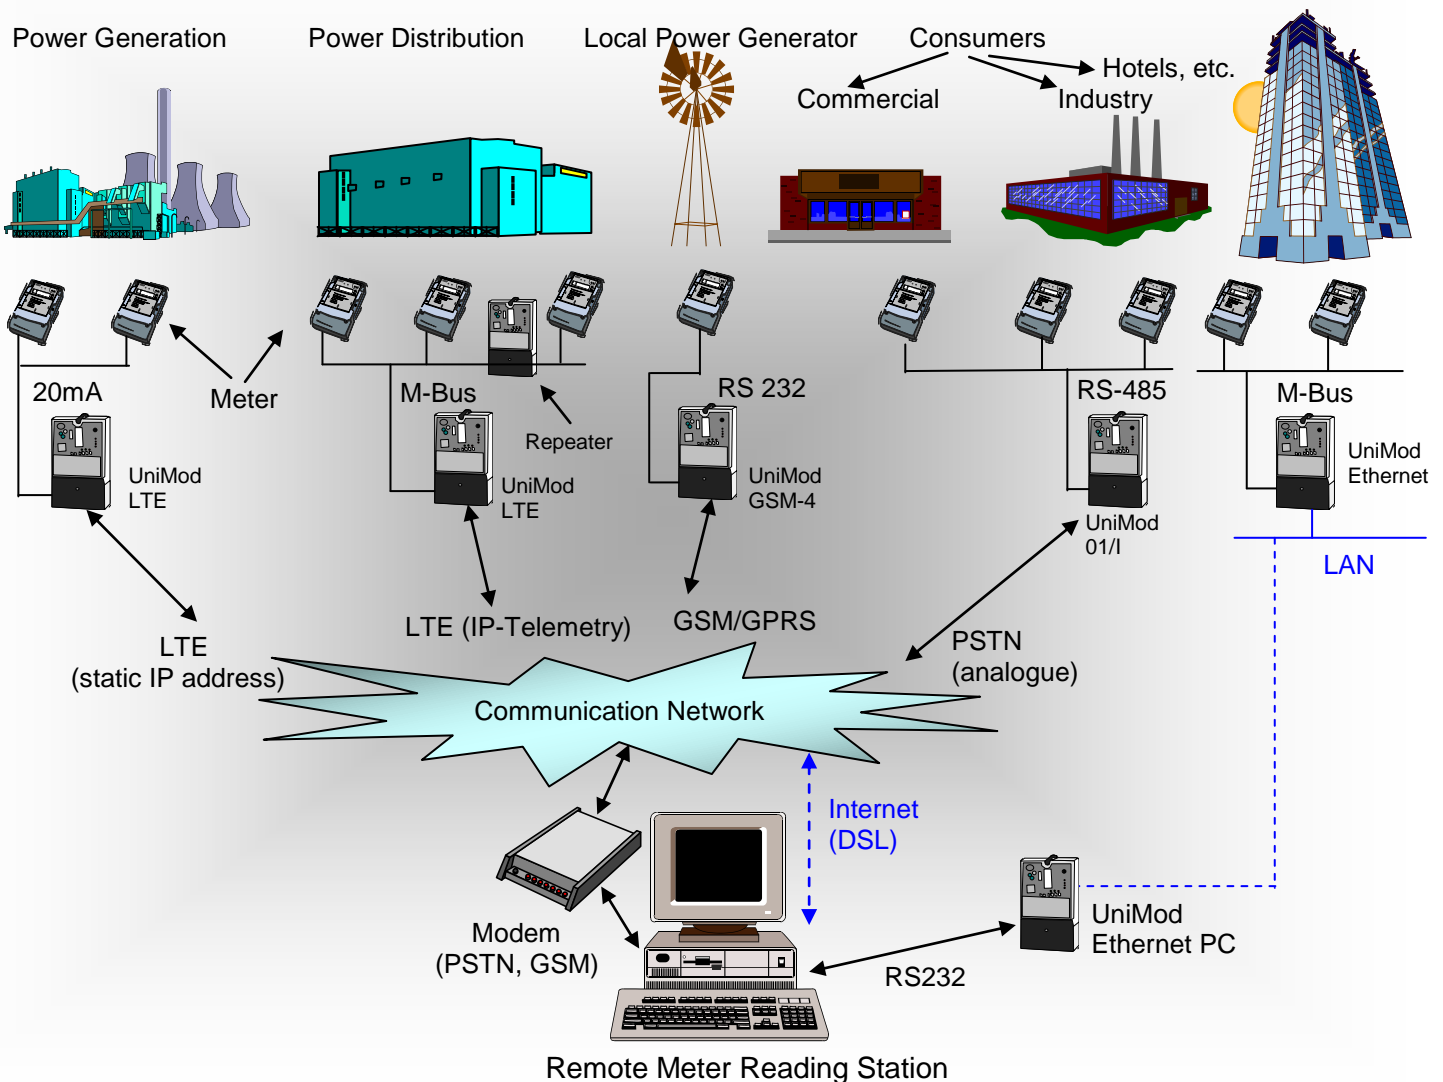 Power Generation
Power Distribution
Local Power Generator
Consumers
Hotels, etc.
Commercial
Industry
20mA
Meter
M-Bus
RS 232
RS-485
M-Bus
Repeater
UniMod
LTE
UniMod
LTE
UniMod
GSM-4
UniMod
01/I
UniMod
Ethernet
LAN
LTE
(static IP address)
LTE (IP-Telemetry)
GSM/GPRS
PSTN
(analogue)
Communication Network
Internet
(DSL)
Modem
(PSTN, GSM)
RS232
UniMod
Ethernet PC
Remote Meter Reading Station